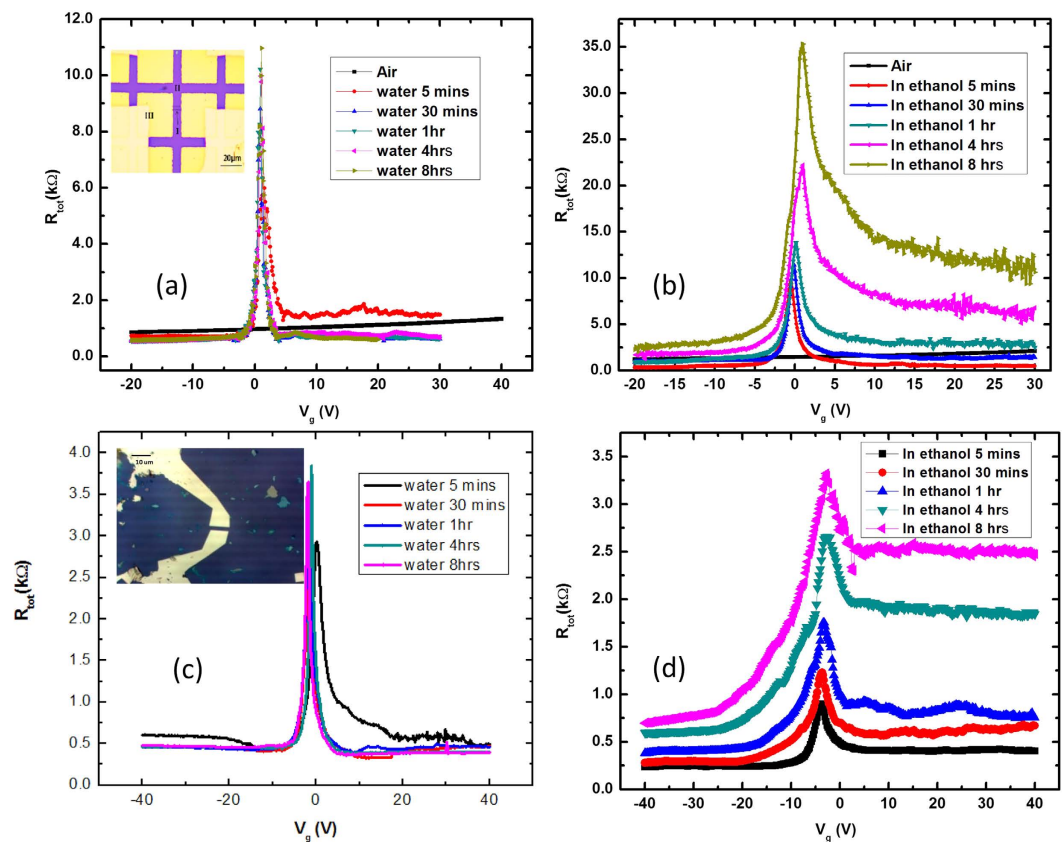 12.0
10.0
8.0
6.0
4.0
2.0
0.0
R_tot(kΩ)
II
III
I
20μm
Air
water 5 mins
water 30 mins
water 1hr
water 4hrs
water 8hrs
(a)
-20 -10 0 10 20 30 40
V_g (V)
35.0
30.0
25.0
20.0
15.0
10.0
5.0
0.0
R_tot(kΩ)
Air
In ethanol 5 mins
In ethanol 30 mins
In ethanol 1 hr
In ethanol 4 hrs
In ethanol 8 hrs
(b)
-20 -15 -10 -5 0 5 10 15 20 25 30
V_g (V)
4.0
3.5
3.0
2.5
2.0
1.5
1.0
0.5
0.0
R_tot(kΩ)
10 um
water 5 mins
water 30 mins
water 1hr
water 4hrs
water 8hrs
(c)
-40 -20 0 20 40
V_g (V)
3.5
3.0
2.5
2.0
1.5
1.0
0.5
0.0
R_tot(kΩ)
In ethanol 5 mins
In ethanol 30 mins
In ethanol 1 hr
In ethanol 4 hrs
In ethanol 8 hrs
(d)
-40 -30 -20 -10 0 10 20 30 40
V_g (V)